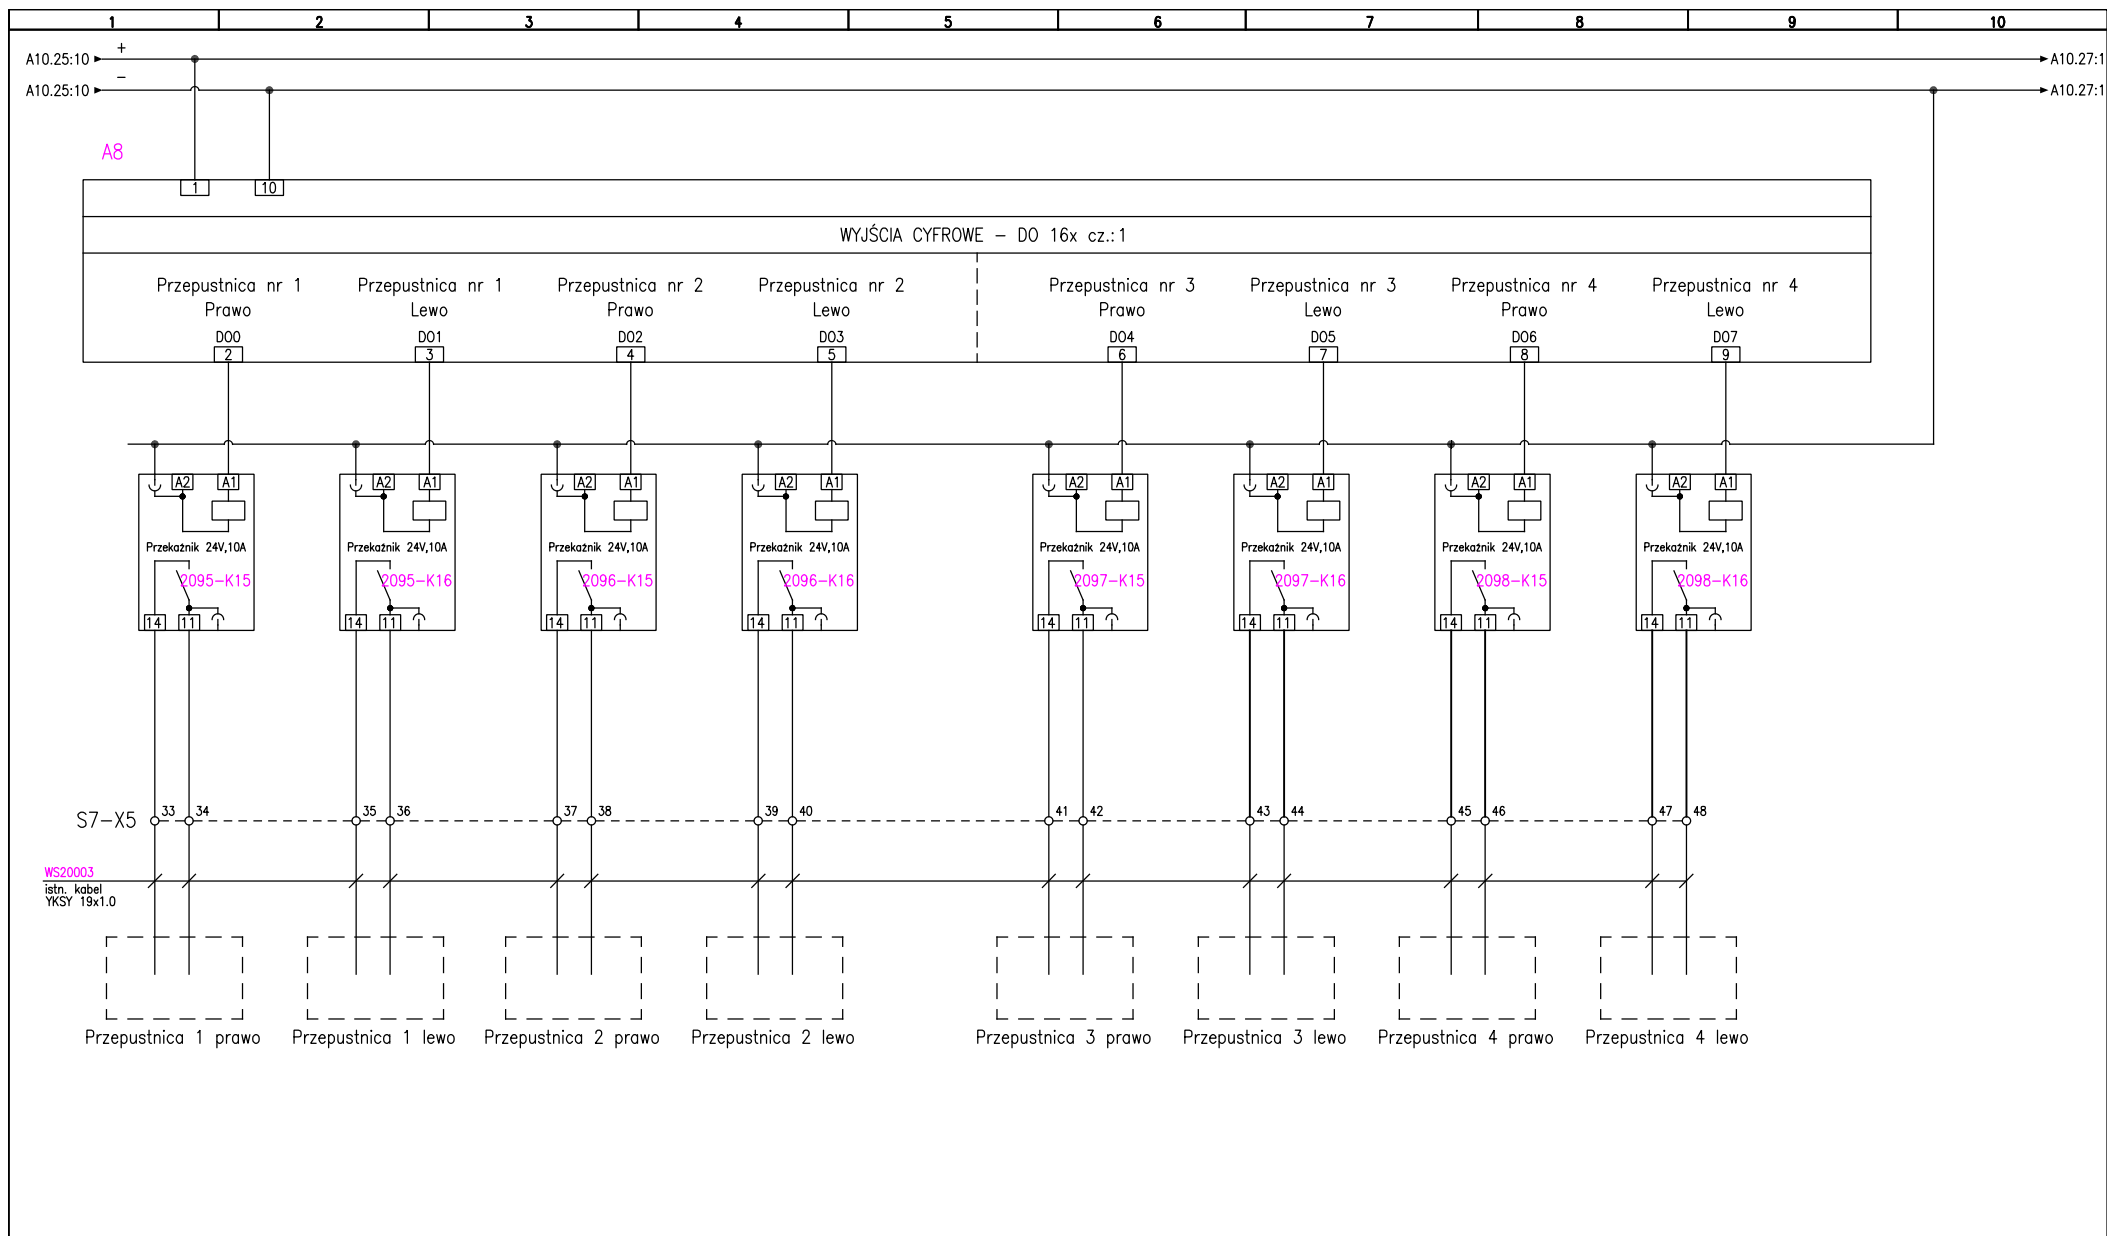 1 2 3 4 5 6 7 8 9 10
+
A10.25:10 A10.27:1
−
A10.25:10 A10.27:1
A8
1 10
WYJŚCIA CYFROWE – DO 16x cz.:1
Przepustnica nr 1 Przepustnica nr 1 Przepustnica nr 2 Przepustnica nr 2 Przepustnica nr 3 Przepustnica nr 3 Przepustnica nr 4 Przepustnica nr 4
Prawo Lewo Prawo Lewo Prawo Lewo Prawo Lewo
DO0 DO1 DO2 DO3 DO4 DO5 DO6 DO7
2 3 4 5 6 7 8 9
A2 A1 A2 A1 A2 A1 A2 A1 A2 A1 A2 A1 A2 A1 A2 A1
Przekaźnik 24V,10A Przekaźnik 24V,10A Przekaźnik 24V,10A Przekaźnik 24V,10A Przekaźnik 24V,10A Przekaźnik 24V,10A Przekaźnik 24V,10A Przekaźnik 24V,10A
2095-K15 2095-K16 2096-K15 2096-K16 2097-K15 2097-K16 2098-K15 2098-K16
14 11 14 11 14 11 14 11 14 11 14 11 14 11 14 11
S7-X5 33 34 35 36 37 38 39 40 41 42 43 44 45 46 47 48
WS20003
istn. kabel
YKSY 19x1.0
Przepustnica 1 prawo Przepustnica 1 lewo Przepustnica 2 prawo Przepustnica 2 lewo Przepustnica 3 prawo Przepustnica 3 lewo Przepustnica 4 prawo Przepustnica 4 lewo